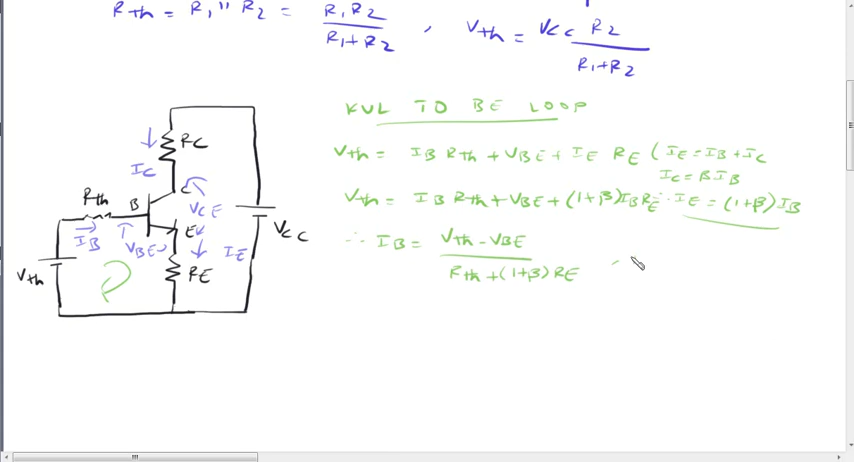 Rth = R1 || R2 = R1 R2 / R1+R2 , Vth = VCC R2 / R1+R2
KVL TO BE LOOP
Vth = IB Rth + VBE + IE RE ( IE = IB + IC
IC = β IB
Vth = IB Rth + VBE + (1+β) IB RE ∵ IE = (1+β) IB
∴ IB = Vth - VBE / Rth + (1+β) RE ,
RC
IC
C
Rth
B
VCE
IB
VBE
E
VCC
IE
Vth
RE